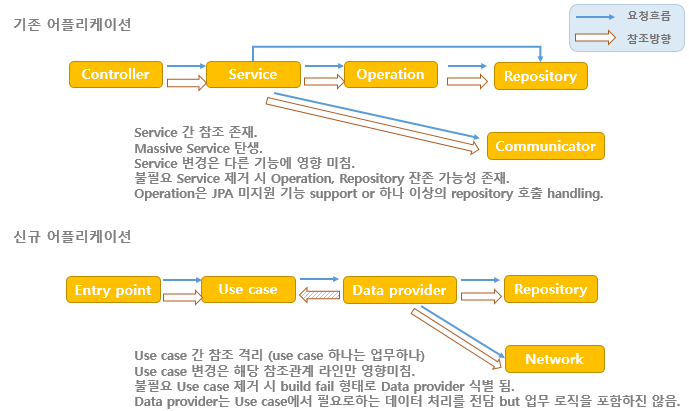 기존 어플리케이션
요청흐름
참조방향
Controller
Service
Operation
Repository
Communicator
Service 간 참조 존재.
Massive Service 탄생.
Service 변경은 다른 기능에 영향 미침.
불필요 Service 제거 시 Operation, Repository 잔존 가능성 존재.
Operation은 JPA 미지원 기능 support or 하나 이상의 repository 호출 handling.
신규 어플리케이션
Entry point
Use case
Data provider
Repository
Network
Use case 간 참조 격리 (use case 하나는 업무하나)
Use case 변경은 해당 참조관계 라인만 영향미침.
불필요 Use case 제거 시 build fail 형태로 Data provider 식별 됨.
Data provider는 Use case에서 필요로하는 데이터 처리를 전담 but 업무 로직을 포함하진 않음.